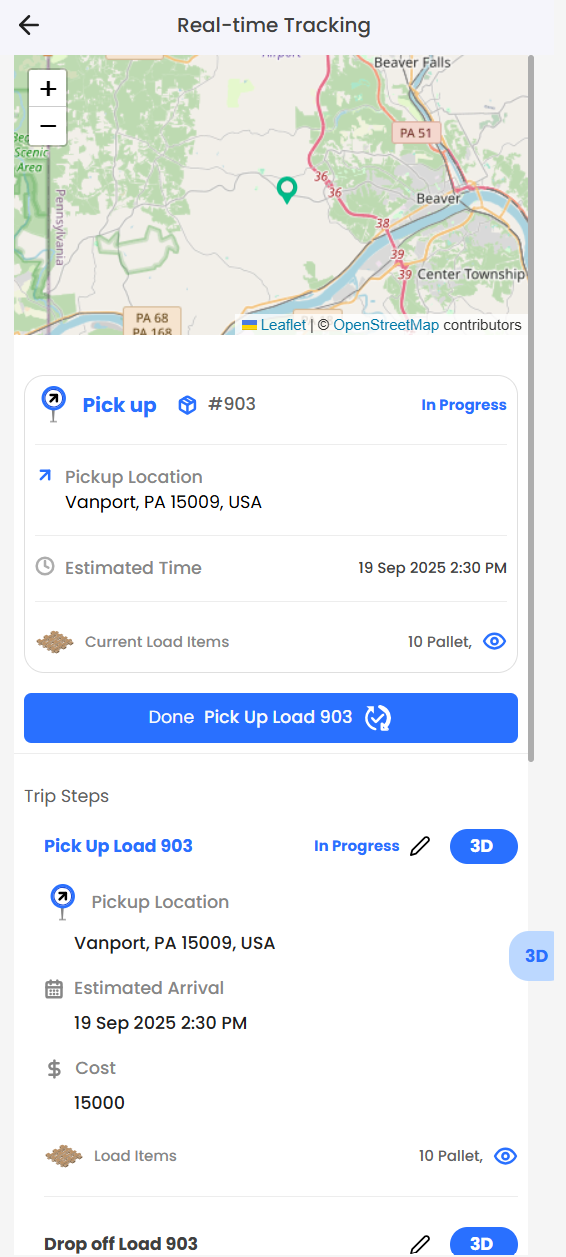 Real-time Tracking
Airport
Beaver Falls
+
PA 51
−
Scenic
Area
36
36
Pennsylvania
Beaver
38
39
39
Center Township
PA 68
PA 168
Leaflet | © OpenStreetMap contributors
Pick up #903 In Progress
Pickup Location
Vanport, PA 15009, USA
Estimated Time 19 Sep 2025 2:30 PM
Current Load Items 10 Pallet,
Done Pick Up Load 903
Trip Steps
Pick Up Load 903 In Progress 3D
Pickup Location
Vanport, PA 15009, USA
3D
Estimated Arrival
19 Sep 2025 2:30 PM
$ Cost
15000
Load Items 10 Pallet,
Drop off Load 903 3D